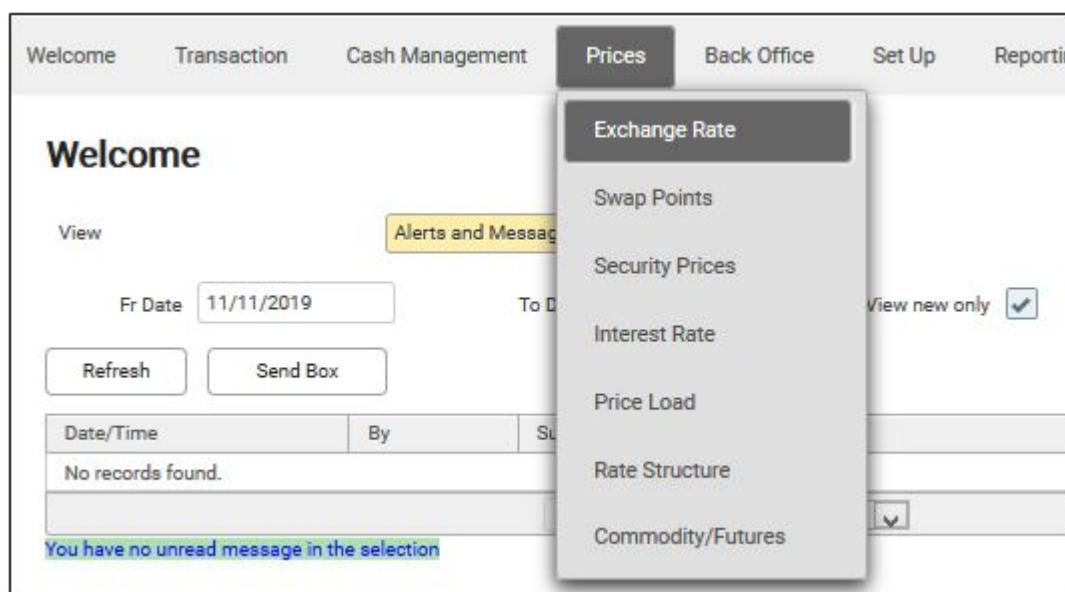 Welcome Transaction Cash Management Prices Back Office Set Up
Exchange Rate
Welcome
Swap Points
View Alerts and
Security Prices
Fr Date 11/11/2019 To View new only
Interest Rate
Refresh Send Box
Price Load
Date/Time By
No records found.
Rate Structure
Commodity/Futures
You have no unread message in the selection